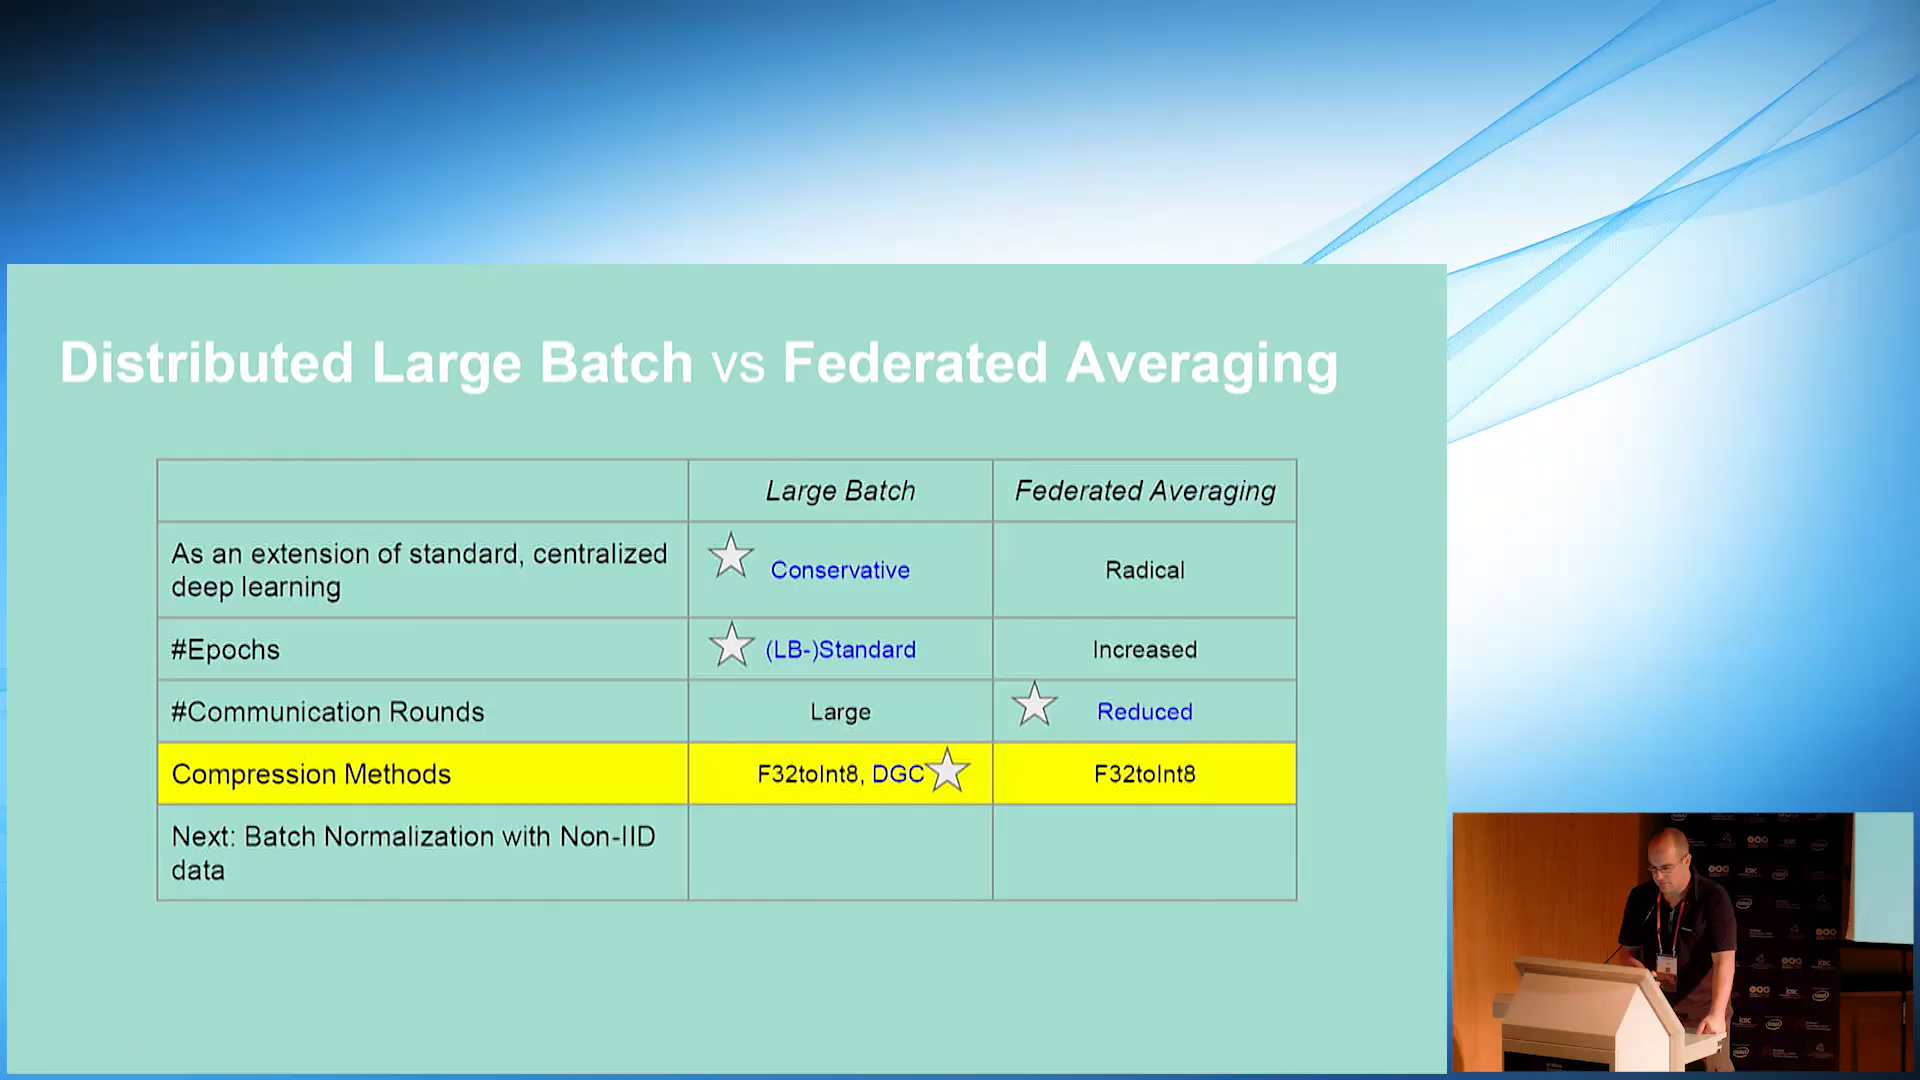 Distributed Large Batch vs Federated Averaging
Large Batch
Federated Averaging
As an extension of standard, centralized
deep learning
Conservative
Radical
#Epochs
(LB-)Standard
Increased
#Communication Rounds
Large
Reduced
Compression Methods
F32toInt8, DGC
F32toInt8
Next: Batch Normalization with Non-IID
data